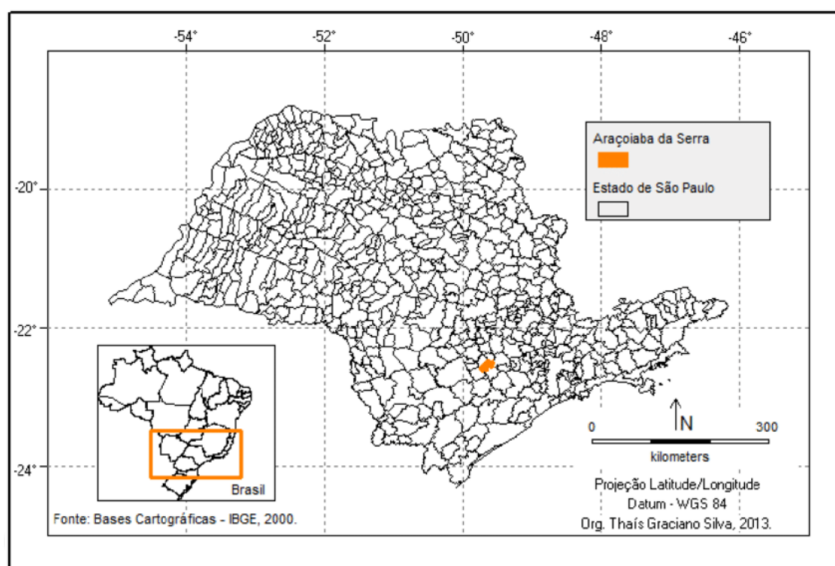 -54° -52° -50° -48° -46°
Araçoiaba da Serra
-20°
Estado de São Paulo
-22°
0 300
N
kilometers
-24°
Brasil
Projeção Latitude/Longitude
Datum - WGS 84
Fonte: Bases Cartográficas - IBGE, 2000.
Org. Thaís Graciano Silva, 2013.